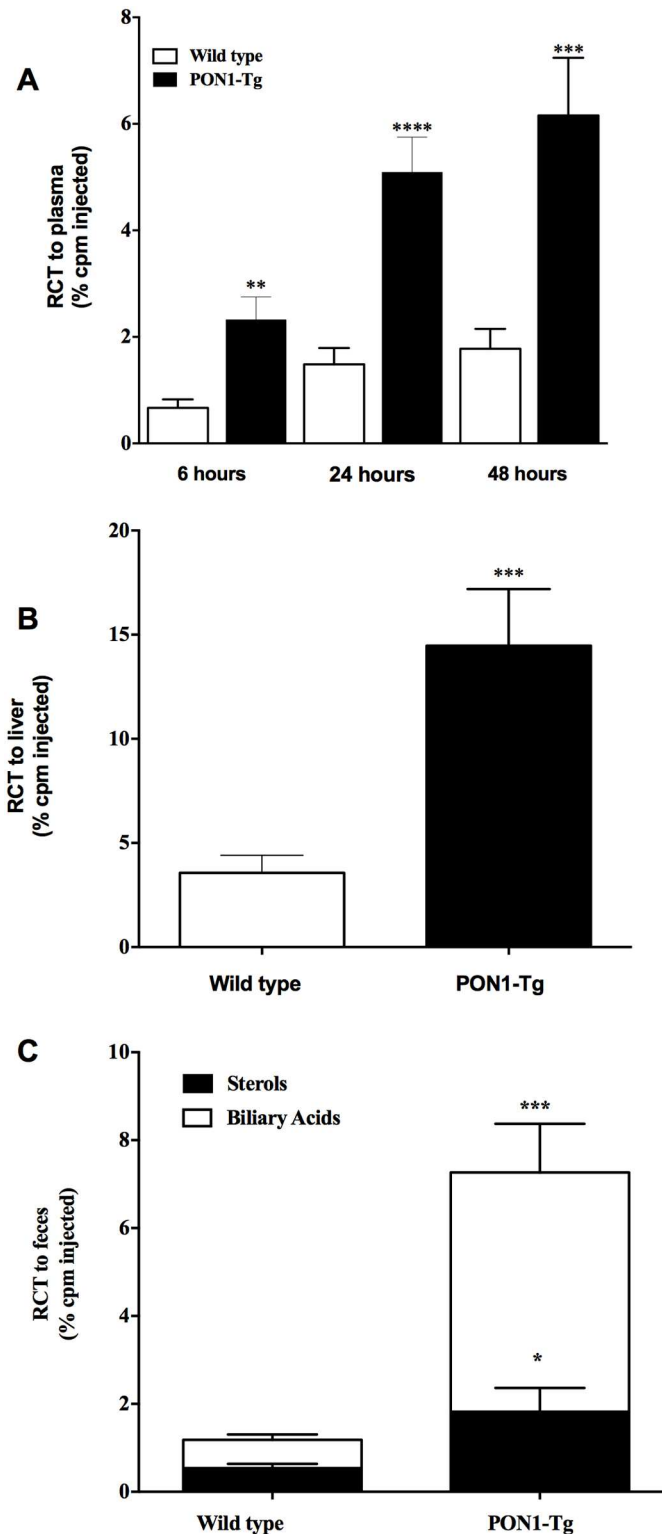 A
8
6
4
2
0
Wild type
PON1-Tg
**
****
***
RCT to plasma
(% cpm injected)
6 hours
24 hours
48 hours
B
20
15
10
5
0
***
RCT to liver
(% cpm injected)
Wild type
PON1-Tg
C
10
8
6
4
2
0
Sterols
Biliary Acids
***
*
RCT to feces
(% cpm injected)
Wild type
PON1-Tg